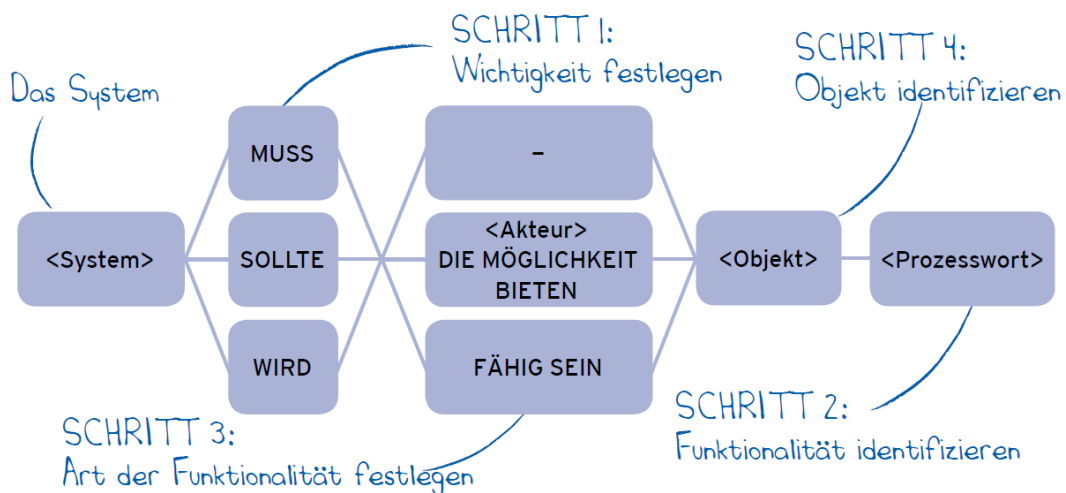 SCHRITT 1:
Wichtigkeit festlegen
SCHRITT 4:
Objekt identifizieren
Das System
MUSS
–
<System>
SOLLTE
<Akteur>
DIE MÖGLICHKEIT
BIETEN
<Objekt>
<Prozesswort>
WIRD
FÄHIG SEIN
SCHRITT 3:
Art der Funktionalität festlegen
SCHRITT 2:
Funktionalität identifizieren